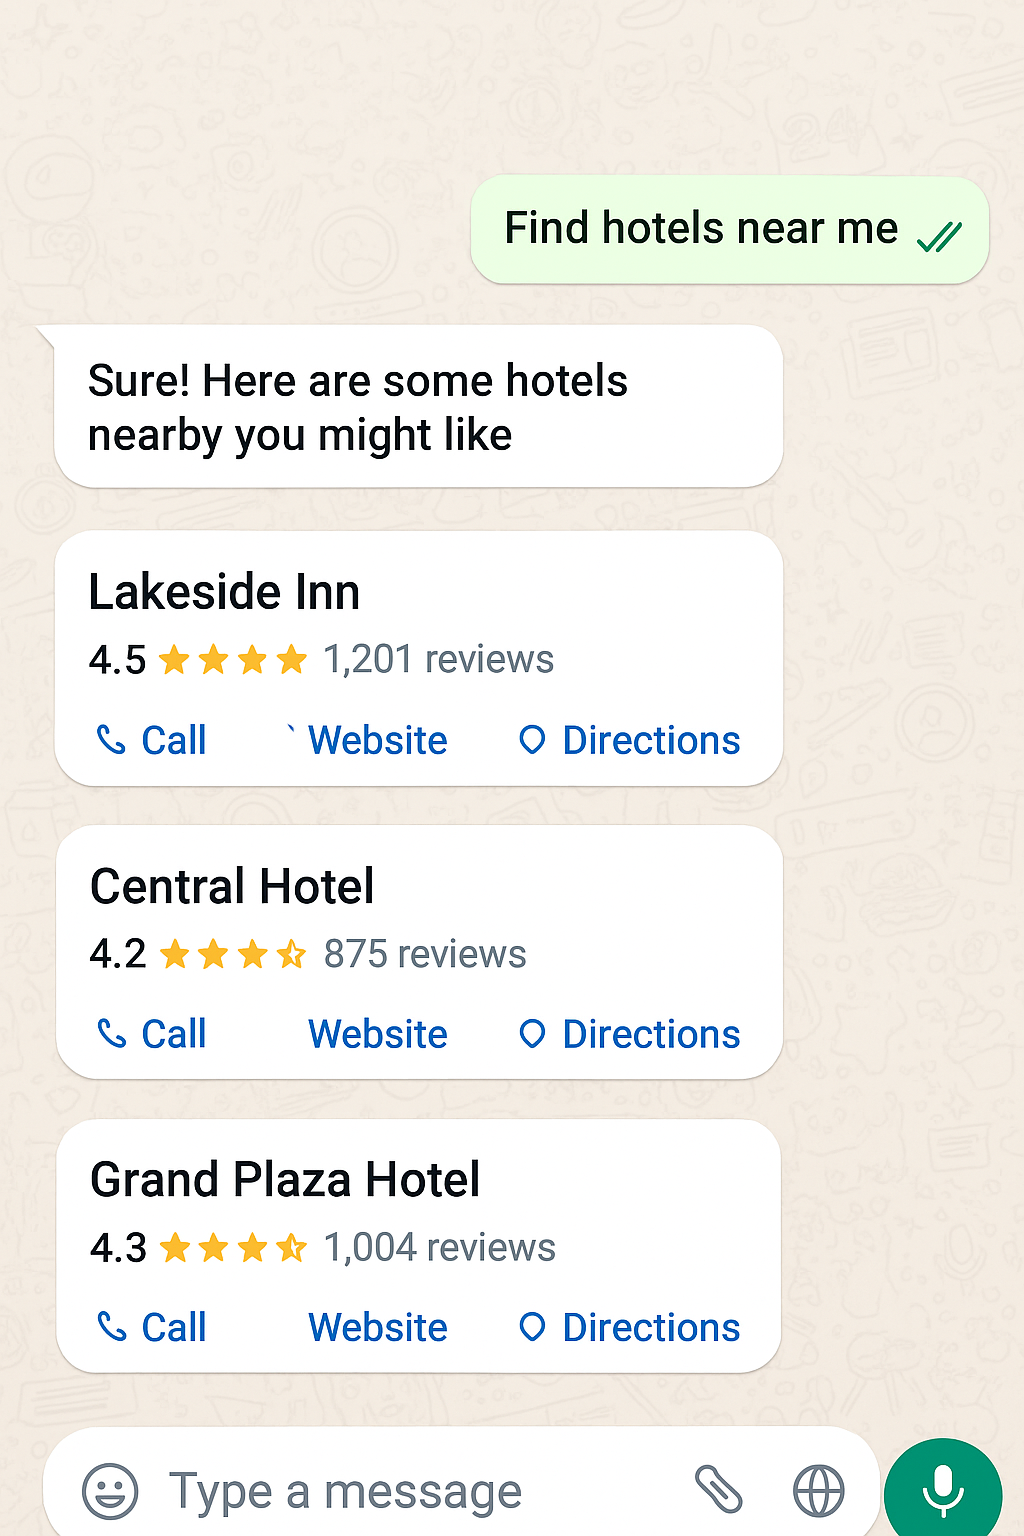 Find hotels near me
Sure! Here are some hotels
nearby you might like
Lakeside Inn
4.5 1,201 reviews
Call Website Directions
Central Hotel
4.2 875 reviews
Call Website Directions
Grand Plaza Hotel
4.3 1,004 reviews
Call Website Directions
Type a message